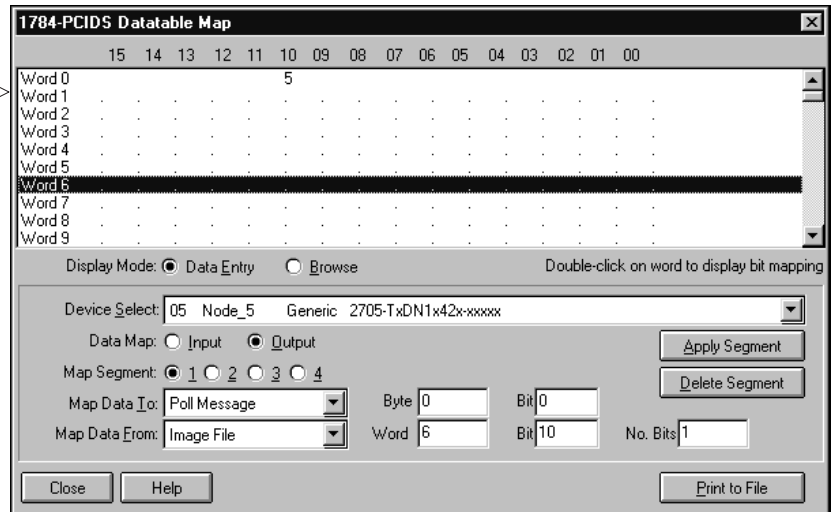 1784-PCIDS Datatable Map
15 14 13 12 11 10 09 08 07 06 05 04 03 02 01 00
Word 0 5
Word 1 . . . . . . . . . . . . . . . .
Word 2 . . . . . . . . . . . . . . . .
Word 3 . . . . . . . . . . . . . . . .
Word 4 . . . . . . . . . . . . . . . .
Word 5 . . . . . . . . . . . . . . . .
Word 6 . . . . . . . . . . . . . . . .
Word 7 . . . . . . . . . . . . . . . .
Word 8 . . . . . . . . . . . . . . . .
Word 9 . . . . . . . . . . . . . . . .
Display Mode: Data Entry Browse Double-click on word to display bit mapping
Device Select: 05 Node_5 Generic 2705-TxDN1x42x-xxxxx
Data Map: Input Output Apply Segment
Map Segment: 1 2 3 4 Delete Segment
Map Data To: Poll Message Byte 0 Bit 0
Map Data From: Image File Word 6 Bit 10 No. Bits 1
Close Help Print to File